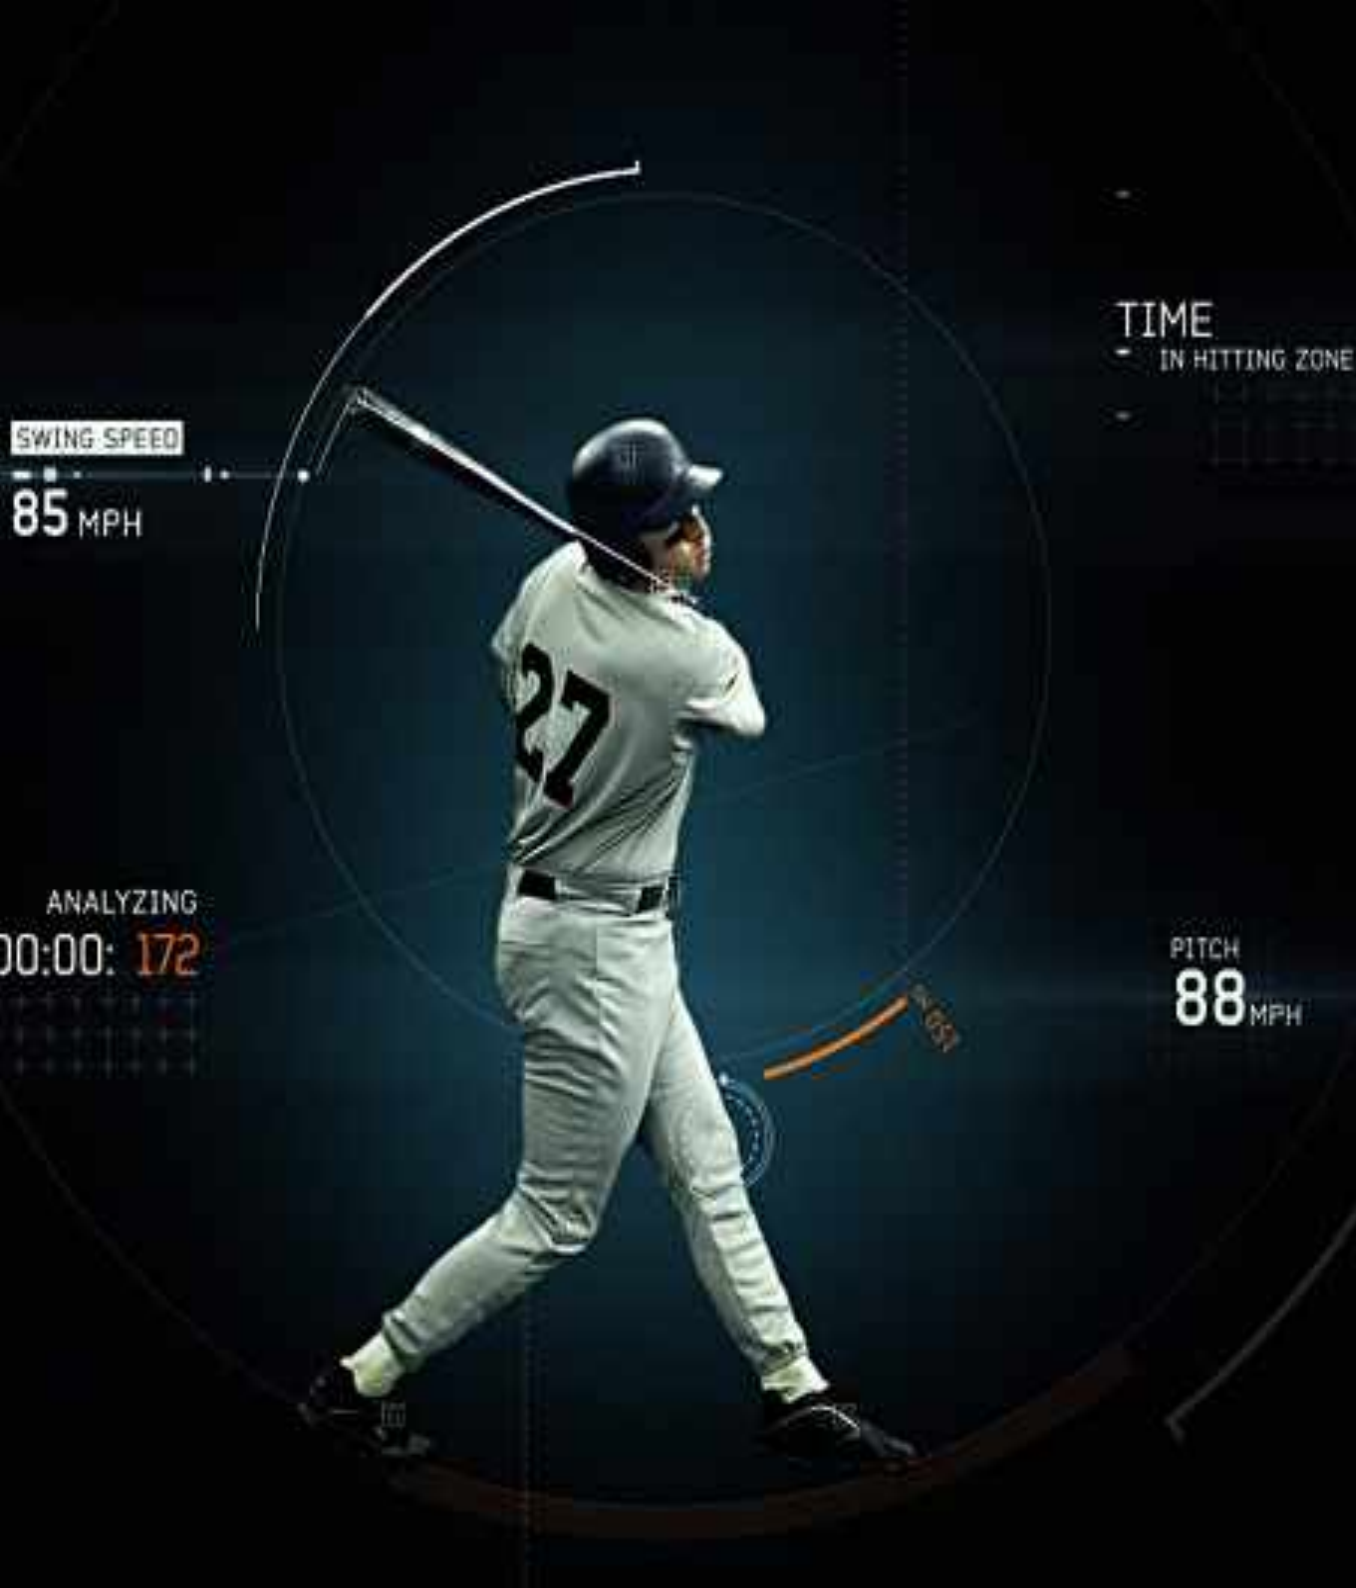 TIME
IN HITTING ZONE
SWING SPEED
85 MPH
27
ANALYZING
00:00: 172
PITCH
88 MPH